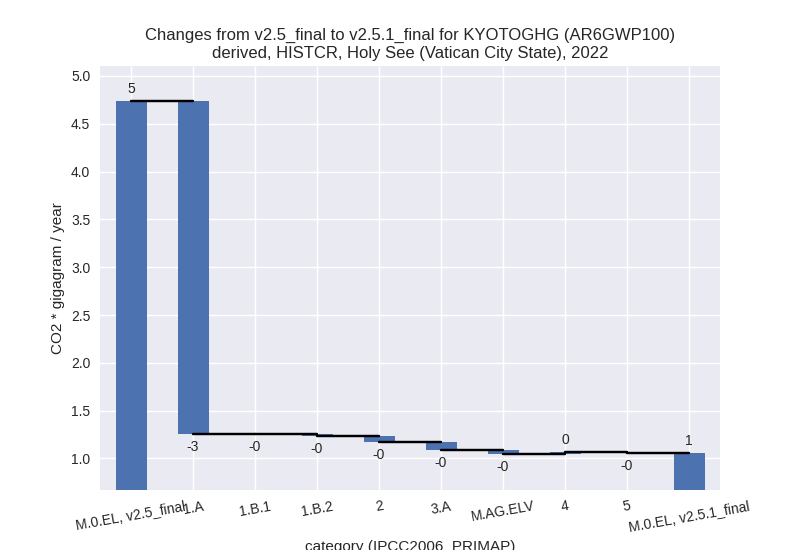 Changes from v2.5_final to v2.5.1_final for KYOTOGHG (AR6GWP100)
derived, HISTCR, Holy See (Vatican City State), 2022
CO2 * gigagram / year
5.0
4.5
4.0
3.5
3.0
2.5
2.0
1.5
1.0
5
-3
-0
-0
-0
-0
-0
0
-0
1
M.0.EL, v2.5_final
1.A
1.B.1
1.B.2
2
3.A
M.AG.ELV
4
5
M.0.EL, v2.5.1_final
category (IPCC2006_PRIMAP)